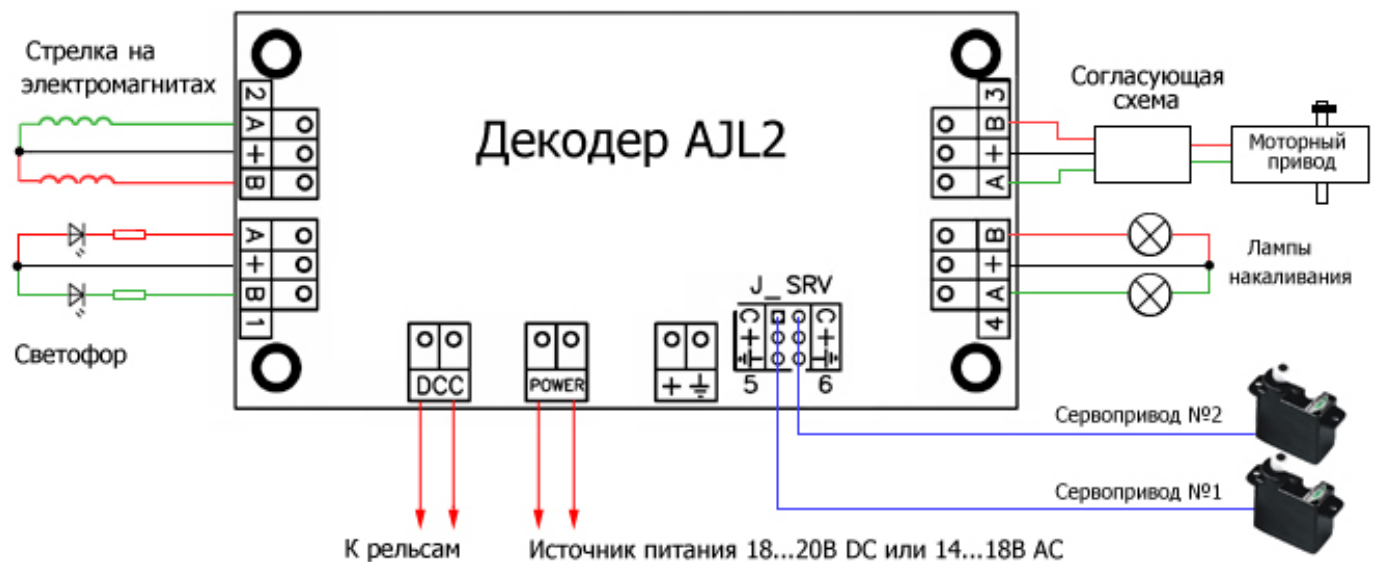 Стрелка на
электромагнитах
2
A
+
B
A
+
B
1
Светофор
Декодер AJL2
3
B
+
A
B
+
A
4
Согласующая
схема
Моторный
привод
Лампы
накаливания
J_SRV
C
+
5
C
+
6
DCC
POWER
+
Сервопривод №2
Сервопривод №1
К рельсам
Источник питания 18...20В DC или 14...18В AC